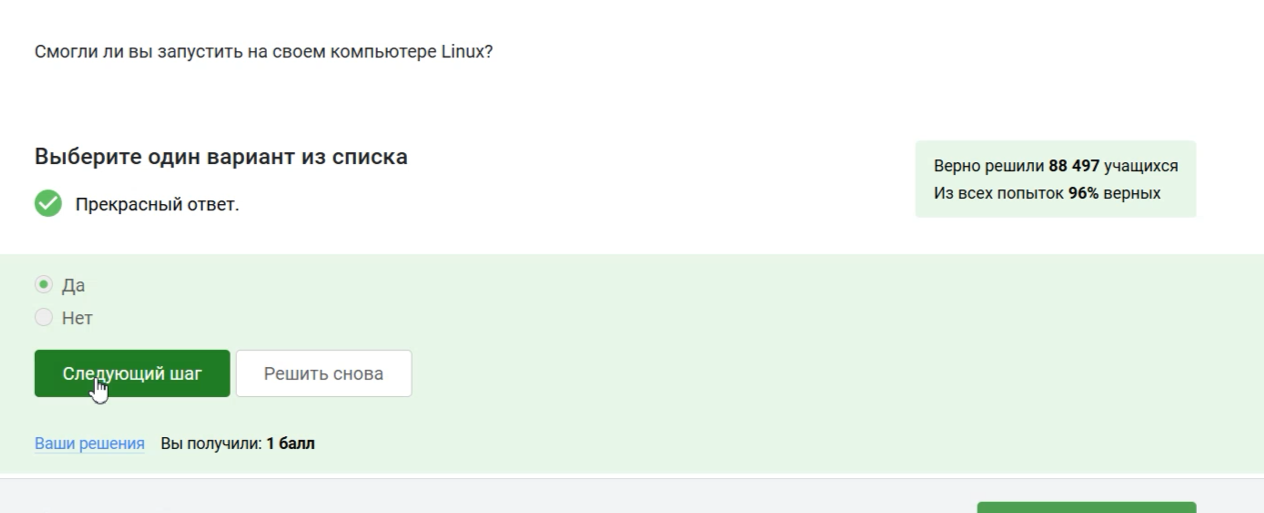 Смогли ли вы запустить на своем компьютере Linux?
Выберите один вариант из списка
Прекрасный ответ.
Верно решили 88 497 учащихся
Из всех попыток 96% верных
Да
Нет
Следующий шаг
Решить снова
Ваши решения Вы получили: 1 балл